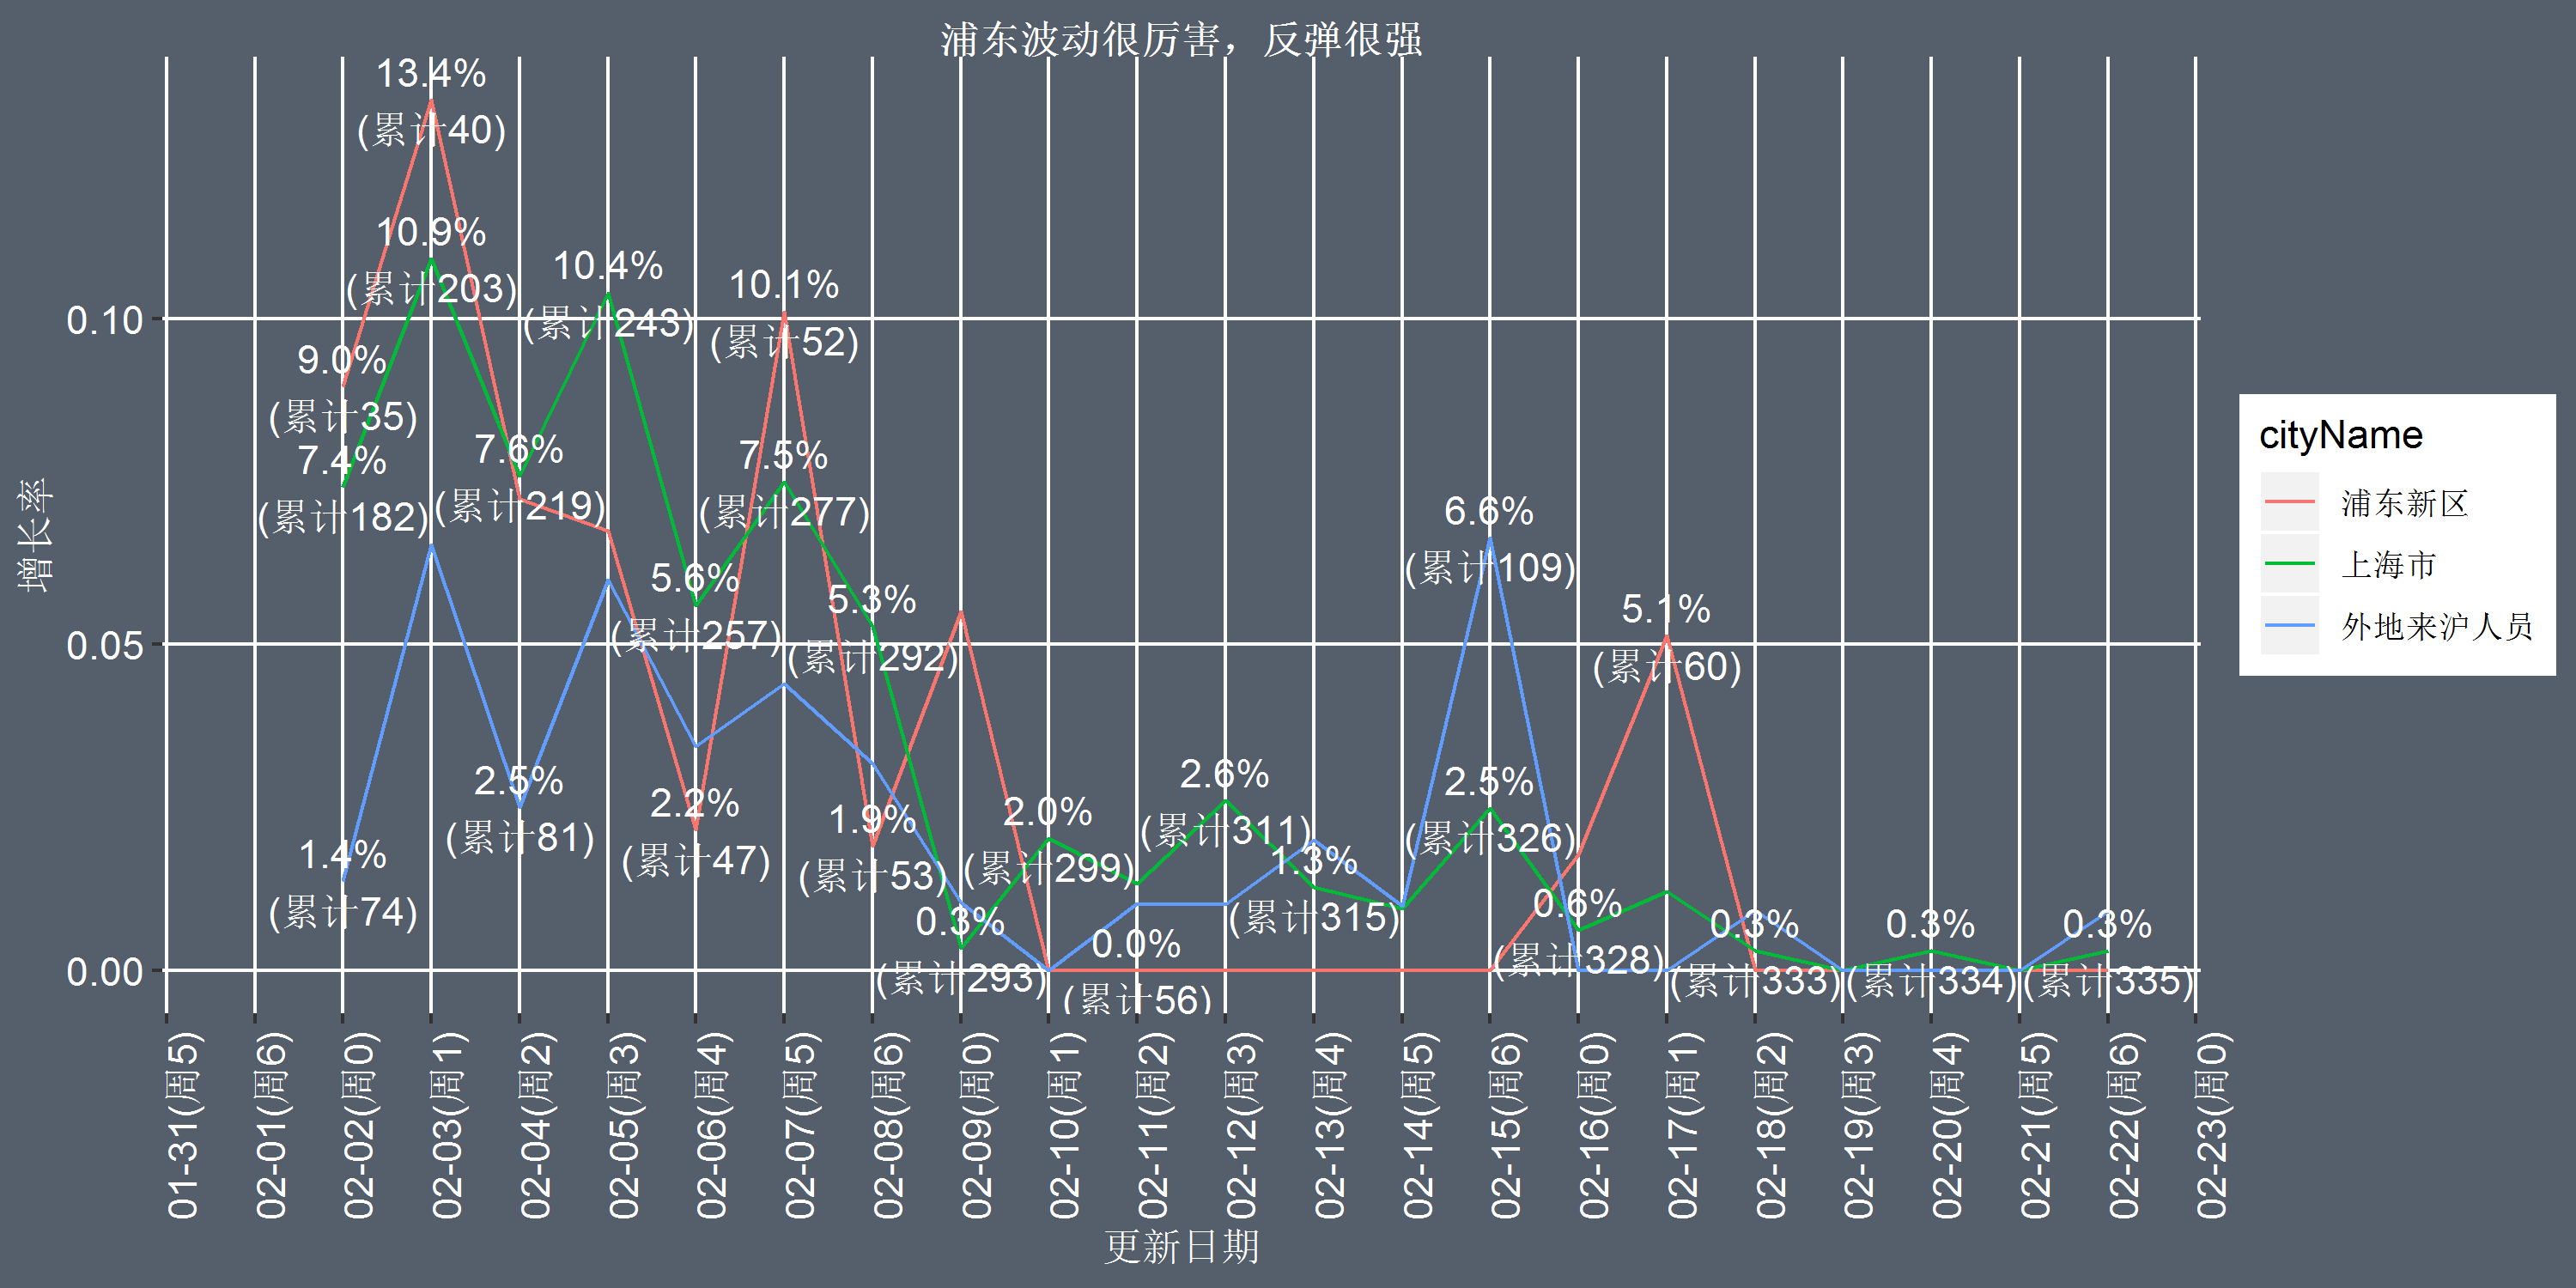 浦东波动很厉害，反弹很强
增长率
0.10
0.05
0.00
13.4%
(累计40)
10.9%
(累计203)
9.0%
(累计35)
7.4%
(累计182)
1.4%
(累计74)
7.6%
(累计219)
2.5%
(累计81)
10.4%
(累计243)
5.6%
(累计257)
2.2%
(累计47)
10.1%
(累计52)
7.5%
(累计277)
5.3%
(累计292)
1.9%
(累计53)
0.3%
(累计293)
2.0%
(累计299)
0.0%
(累计56)
2.6%
(累计311)
1.3%
(累计315)
6.6%
(累计109)
2.5%
(累计326)
0.6%
(累计328)
5.1%
(累计60)
0.3%
(累计333)
0.3%
(累计334)
0.3%
(累计335)
01-31(周5)
02-01(周6)
02-02(周0)
02-03(周1)
02-04(周2)
02-05(周3)
02-06(周4)
02-07(周5)
02-08(周6)
02-09(周0)
02-10(周1)
02-11(周2)
02-12(周3)
02-13(周4)
02-14(周5)
02-15(周6)
02-16(周0)
02-17(周1)
02-18(周2)
02-19(周3)
02-20(周4)
02-21(周5)
02-22(周6)
02-23(周0)
更新日期
cityName
浦东新区
上海市
外地来沪人员